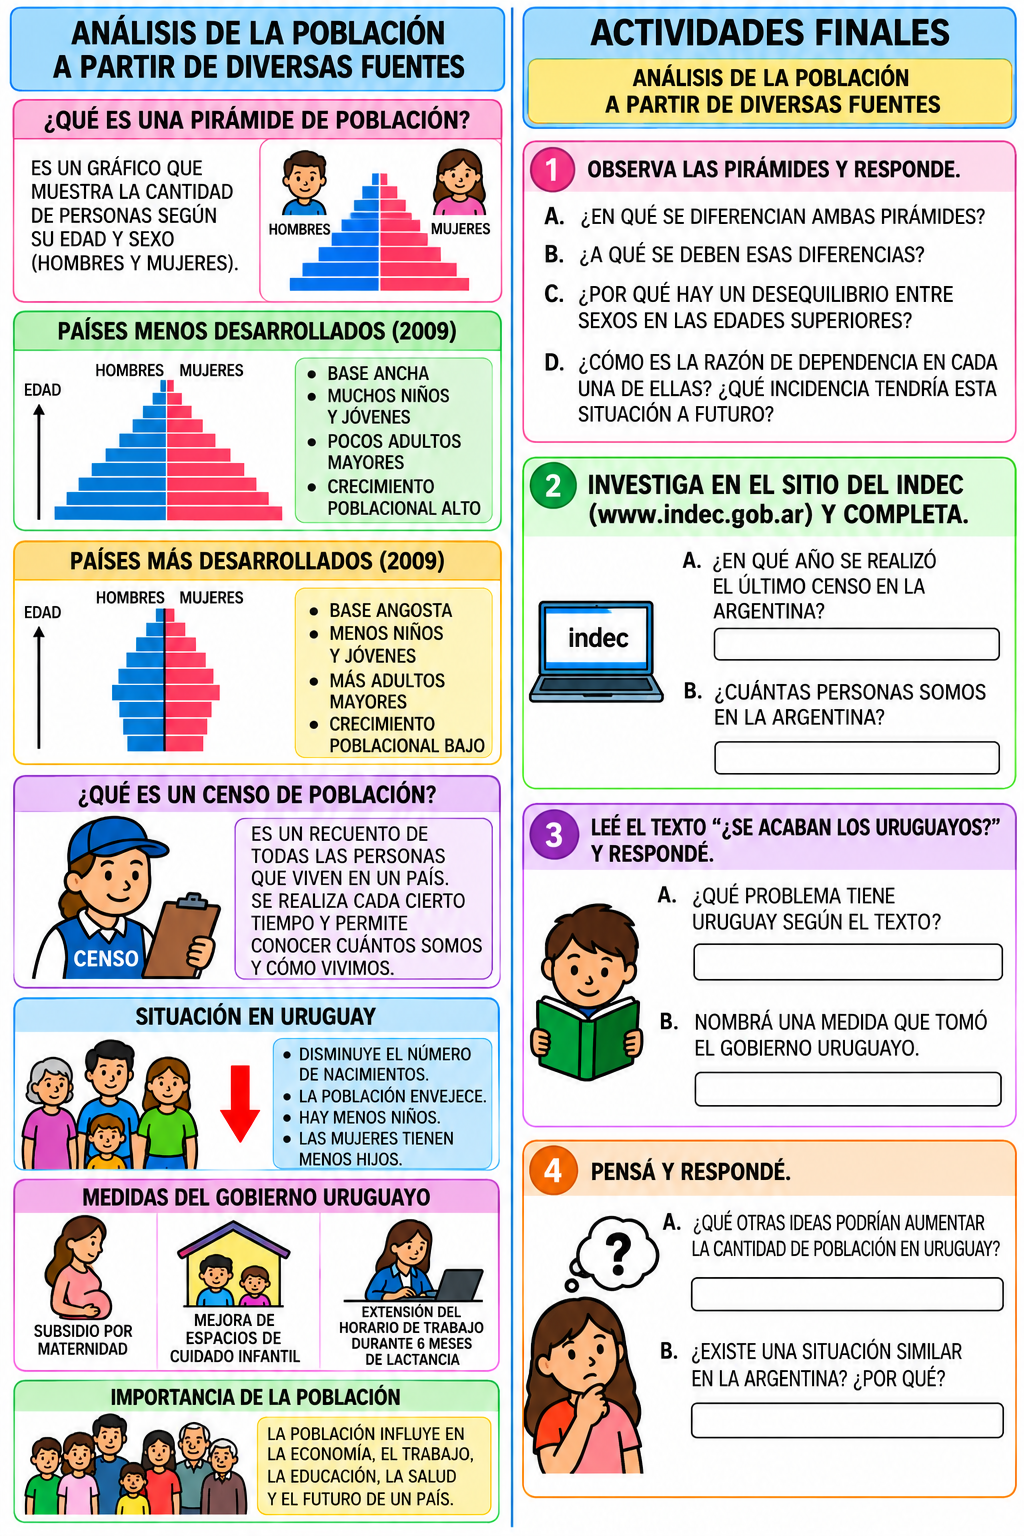 ANÁLISIS DE LA POBLACIÓN
A PARTIR DE DIVERSAS FUENTES
¿QUÉ ES UNA PIRÁMIDE DE POBLACIÓN?
ES UN GRÁFICO QUE
MUESTRA LA CANTIDAD
DE PERSONAS SEGÚN
SU EDAD Y SEXO
(HOMBRES Y MUJERES).
HOMBRES
MUJERES
PAÍSES MENOS DESARROLLADOS (2009)
EDAD
HOMBRES MUJERES
• BASE ANCHA
• MUCHOS NIÑOS
Y JÓVENES
• POCOS ADULTOS
MAYORES
• CRECIMIENTO
POBLACIONAL ALTO
PAÍSES MÁS DESARROLLADOS (2009)
EDAD
HOMBRES MUJERES
• BASE ANGOSTA
• MENOS NIÑOS
Y JÓVENES
• MÁS ADULTOS
MAYORES
• CRECIMIENTO
POBLACIONAL BAJO
¿QUÉ ES UN CENSO DE POBLACIÓN?
CENSO
ES UN RECUENTO DE
TODAS LAS PERSONAS
QUE VIVEN EN UN PAÍS.
SE REALIZA CADA CIERTO
TIEMPO Y PERMITE
CONOCER CUÁNTOS SOMOS
Y CÓMO VIVIMOS.
SITUACIÓN EN URUGUAY
• DISMINUYE EL NÚMERO
DE NACIMIENTOS.
• LA POBLACIÓN ENVEJECE.
• HAY MENOS NIÑOS.
• LAS MUJERES TIENEN
MENOS HIJOS.
MEDIDAS DEL GOBIERNO URUGUAYO
SUBSIDIO POR
MATERNIDAD
MEJORA DE
ESPACIOS DE
CUIDADO INFANTIL
EXTENSIÓN DEL
HORARIO DE TRABAJO
DURANTE 6 MESES
DE LACTANCIA
IMPORTANCIA DE LA POBLACIÓN
LA POBLACIÓN INFLUYE EN
LA ECONOMÍA, EL TRABAJO,
LA EDUCACIÓN, LA SALUD
Y EL FUTURO DE UN PAÍS.
ACTIVIDADES FINALES
ANÁLISIS DE LA POBLACIÓN
A PARTIR DE DIVERSAS FUENTES
1 OBSERVA LAS PIRÁMIDES Y RESPONDE.
A. ¿EN QUÉ SE DIFERENCIAN AMBAS PIRÁMIDES?
B. ¿A QUÉ SE DEBEN ESAS DIFERENCIAS?
C. ¿POR QUÉ HAY UN DESEQUILIBRIO ENTRE
SEXOS EN LAS EDADES SUPERIORES?
D. ¿CÓMO ES LA RAZÓN DE DEPENDENCIA EN CADA
UNA DE ELLAS? ¿QUÉ INCIDENCIA TENDRÍA ESTA
SITUACIÓN A FUTURO?
2 INVESTIGA EN EL SITIO DEL INDEC
(www.indec.gob.ar) Y COMPLETA.
indec
A. ¿EN QUÉ AÑO SE REALIZÓ
EL ÚLTIMO CENSO EN LA
ARGENTINA?
B. ¿CUÁNTAS PERSONAS SOMOS
EN LA ARGENTINA?
3 LEÉ EL TEXTO “¿SE ACABAN LOS URUGUAYOS?”
Y RESPONDÉ.
A. ¿QUÉ PROBLEMA TIENE
URUGUAY SEGÚN EL TEXTO?
B. NOMBRÁ UNA MEDIDA QUE TOMÓ
EL GOBIERNO URUGUAYO.
4 PENSÁ Y RESPONDÉ.
?
A. ¿QUÉ OTRAS IDEAS PODRÍAN AUMENTAR
LA CANTIDAD DE POBLACIÓN EN URUGUAY?
B. ¿EXISTE UNA SITUACIÓN SIMILAR
EN LA ARGENTINA? ¿POR QUÉ?